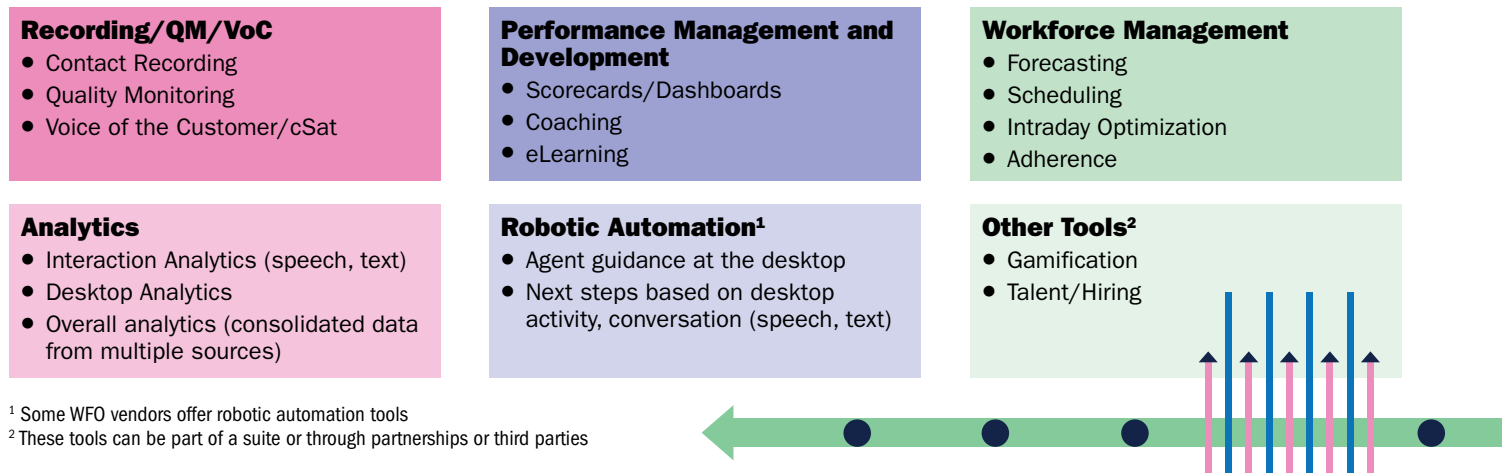 Recording/QM/VoC
• Contact Recording
• Quality Monitoring
• Voice of the Customer/cSat
Performance Management and
Development
• Scorecards/Dashboards
• Coaching
• eLearning
Workforce Management
• Forecasting
• Scheduling
• Intraday Optimization
• Adherence
Analytics
• Interaction Analytics (speech, text)
• Desktop Analytics
• Overall analytics (consolidated data
from multiple sources)
Robotic Automation¹
• Agent guidance at the desktop
• Next steps based on desktop
activity, conversation (speech, text)
Other Tools²
• Gamification
• Talent/Hiring
¹ Some WFO vendors offer robotic automation tools
² These tools can be part of a suite or through partnerships or third parties